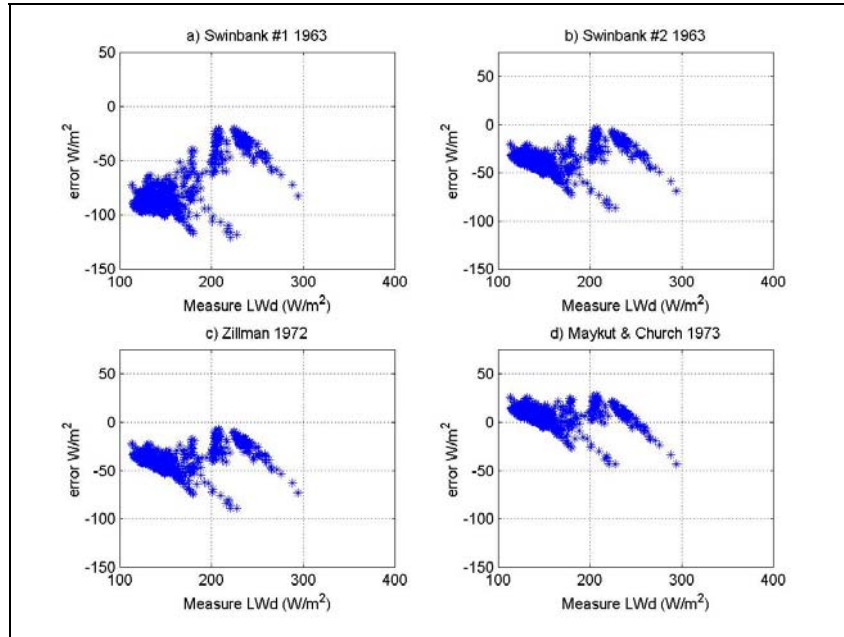 a) Swinbank #1 1963
50
0
-50
-100
-150
error W/m²
100 200 300 400
Measure LWd (W/m²)
b) Swinbank #2 1963
50
0
-50
-100
-150
error W/m²
100 200 300 400
Measure LWd (W/m²)
c) Zillman 1972
50
0
-50
-100
-150
error W/m²
100 200 300 400
Measure LWd (W/m²)
d) Maykut & Church 1973
50
0
-50
-100
-150
error W/m²
100 200 300 400
Measure LWd (W/m²)